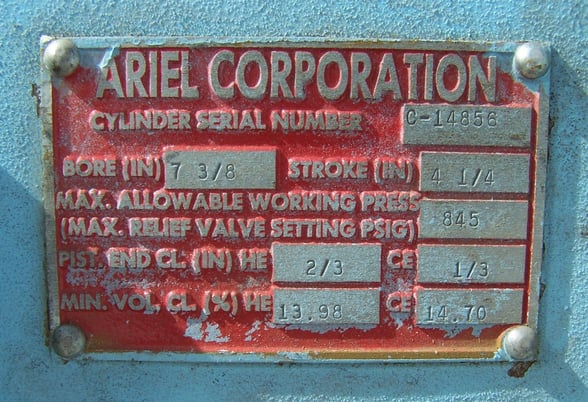 ARIEL CORPORATION
CYLINDER SERIAL NUMBER C-14856
BORE (IN) 7 3/8 STROKE (IN) 4 1/4
MAX. ALLOWABLE WORKING PRESS
(MAX. RELIEF VALVE SETTING PSIG) 845
PIST. END CL. (IN) HE 2/3 CE 1/3
MIN. VOL. CL. (%) HE 13.98 CE 14.70